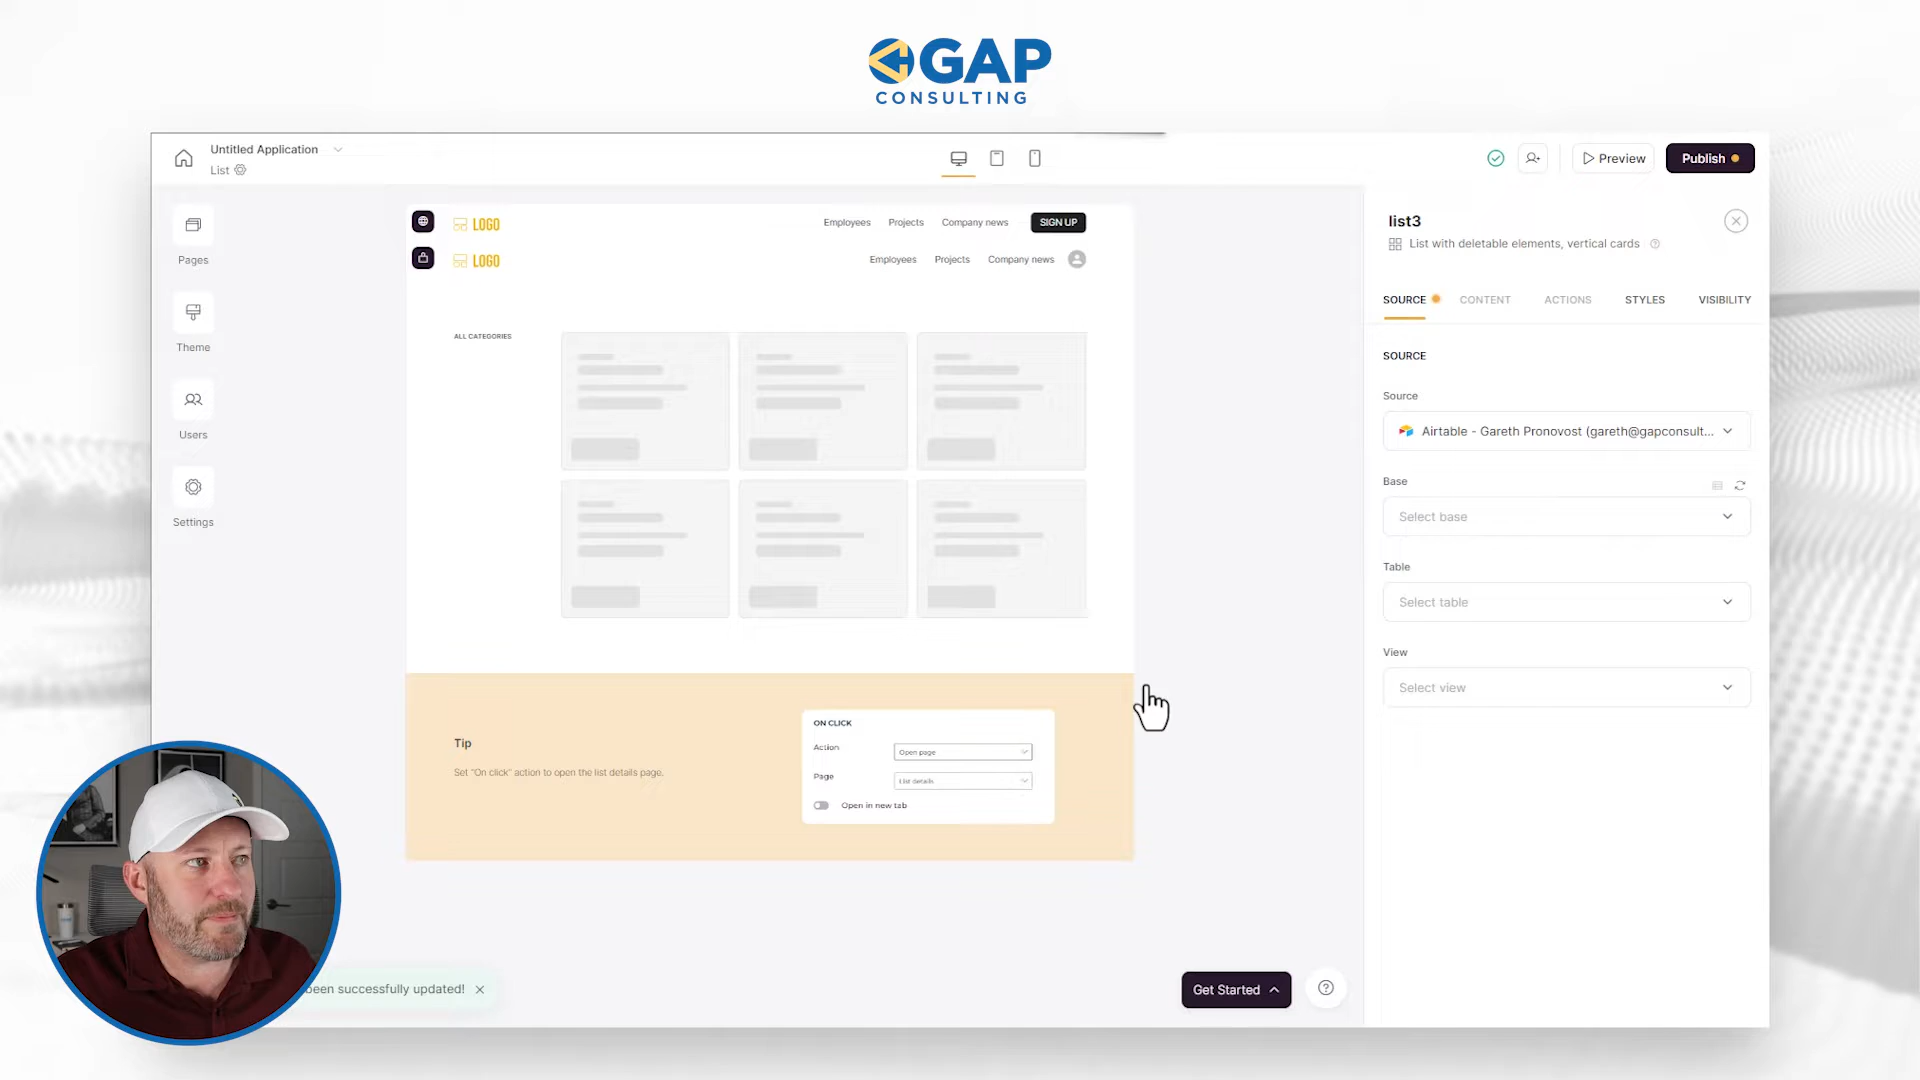 GAP
CONSULTING
Untitled Application
List
Preview
Publish
Pages
Theme
Users
Settings
LOGO
Employees Projects Company news SIGN UP
LOGO
Employees Projects Company news
ALL CATEGORIES
Tip
Set "On click" action to open the list details page.
ON CLICK
Action
Open page
Page
List details
Open in new tab
been successfully updated!
Get Started
list3
List with deletable elements, vertical cards
SOURCE CONTENT ACTIONS STYLES VISIBILITY
SOURCE
Source
Airtable - Gareth Pronovost (gareth@gapconsult...
Base
Select base
Table
Select table
View
Select view